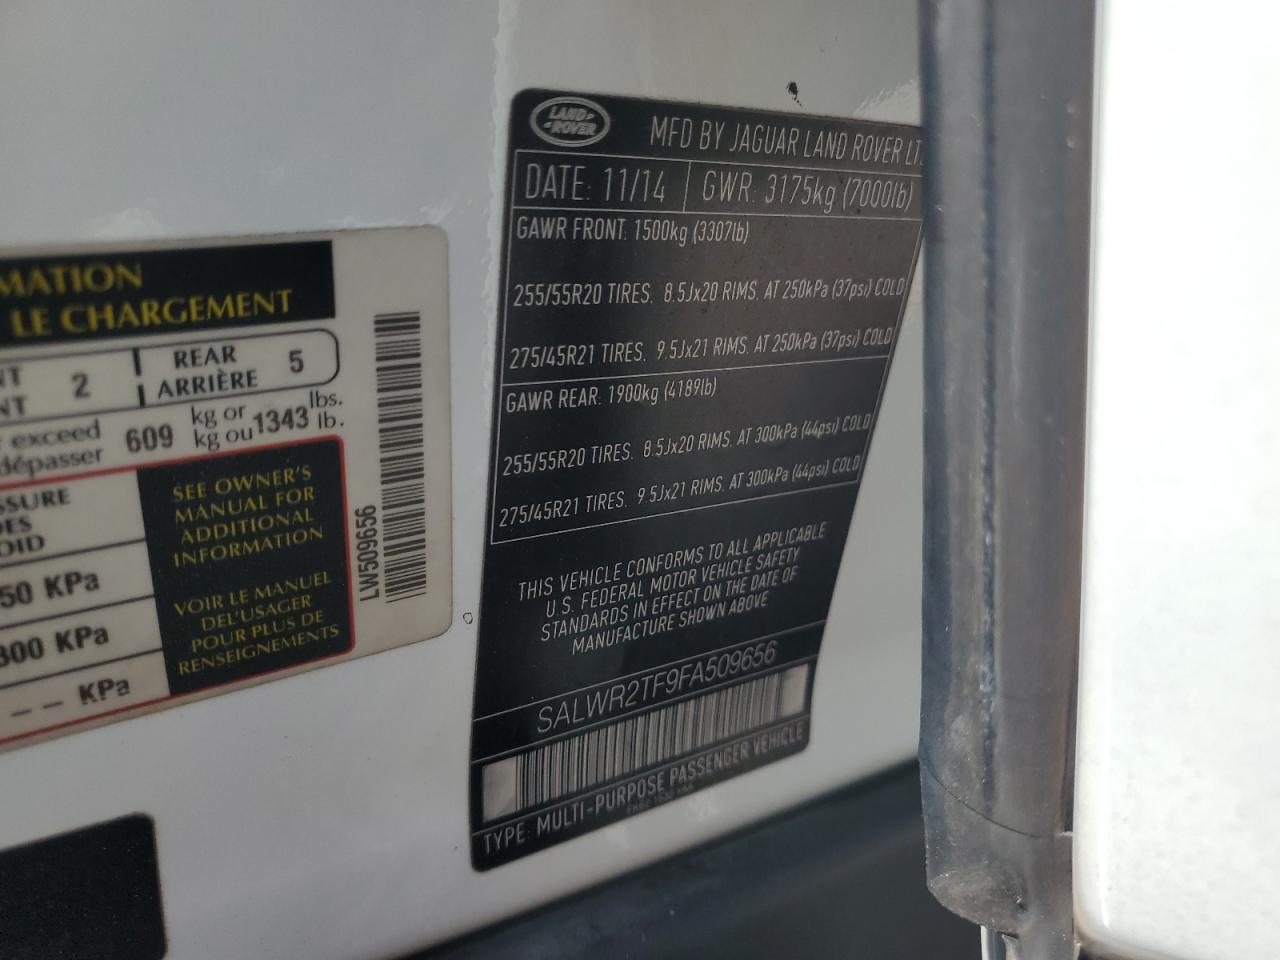 MATION
LE CHARGEMENT
NT 2 REAR 5
NT ARRIÈRE
exceed 609 kg or 1343 lbs.
dépasser kg ou lb.
SSURE
DES
OID
50 KPa
300 KPa
-- KPa
SEE OWNER'S
MANUAL FOR
ADDITIONAL
INFORMATION
VOIR LE MANUEL
DEL'USAGER
POUR PLUS DE
RENSEIGNEMENTS
LW509656
LAND-
-ROVER
MFD BY JAGUAR LAND ROVER LT
DATE: 11/14 GWR: 3175kg (7000lb)
GAWR FRONT: 1500kg (3307lb)
255/55R20 TIRES, 8.5Jx20 RIMS, AT 250kPa (37psi) COLD
275/45R21 TIRES, 9.5Jx21 RIMS, AT 250kPa (37psi) COLD
GAWR REAR: 1900kg (4189lb)
255/55R20 TIRES, 8.5Jx20 RIMS, AT 300kPa (44psi) COLD
275/45R21 TIRES, 9.5Jx21 RIMS, AT 300kPa (44psi) COLD
THIS VEHICLE CONFORMS TO ALL APPLICABLE
U.S. FEDERAL MOTOR VEHICLE SAFETY
STANDARDS IN EFFECT ON THE DATE OF
MANUFACTURE SHOWN ABOVE
SALWR2TF9FA509656
TYPE: MULTI-PURPOSE PASSENGER VEHICLE